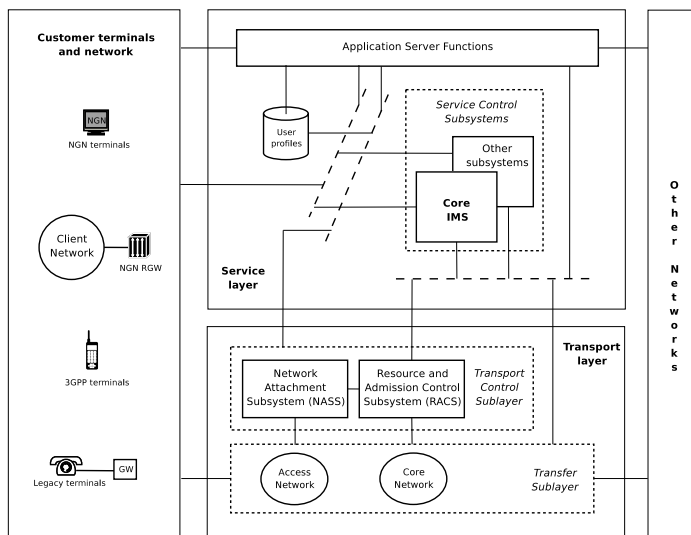 Customer terminals
and network
NGN
NGN terminals
Client
Network
NGN RGW
3GPP terminals
GW
Legacy terminals
Application Server Functions
User
profiles
Service Control
Subsystems
Other
subsystems
Core
IMS
Service
layer
Transport
layer
Network
Attachment
Subsystem (NASS)
Resource and
Admission Control
Subsystem (RACS)
Transport
Control
Sublayer
Access
Network
Core
Network
Transfer
Sublayer
O
t
h
e
r
N
e
t
w
o
r
k
s